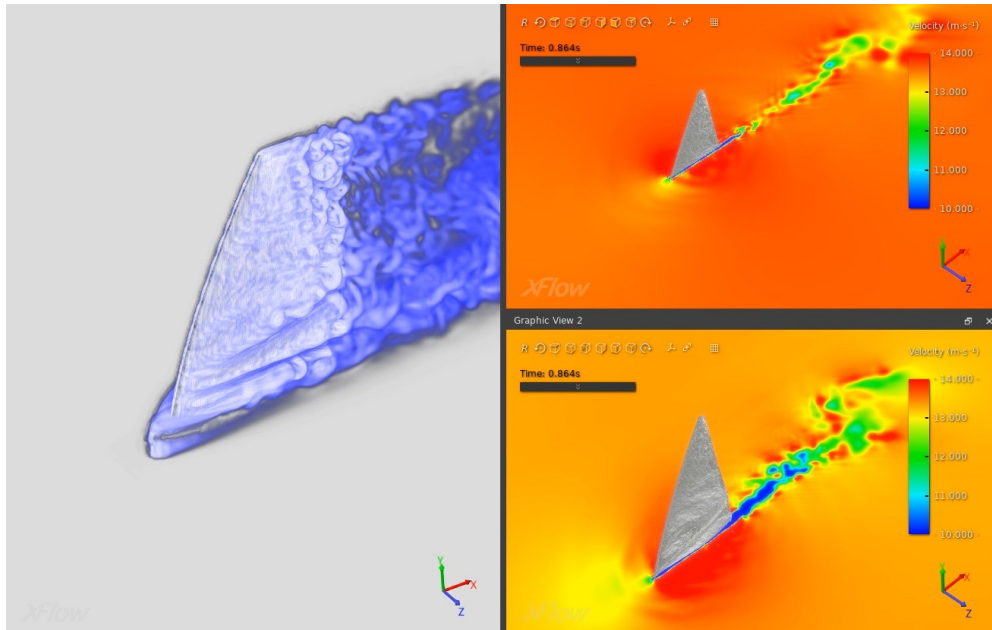 R
Velocity (m·s⁻¹)
Time: 0.864s
14.000
13.000
12.000
11.000
10.000
Y
X
Z
XFlow
Graphic View 2
R
Velocity (m·s⁻¹)
Time: 0.864s
14.000
13.000
12.000
11.000
10.000
Y
X
Z
XFlow
Y
X
Z
XFlow